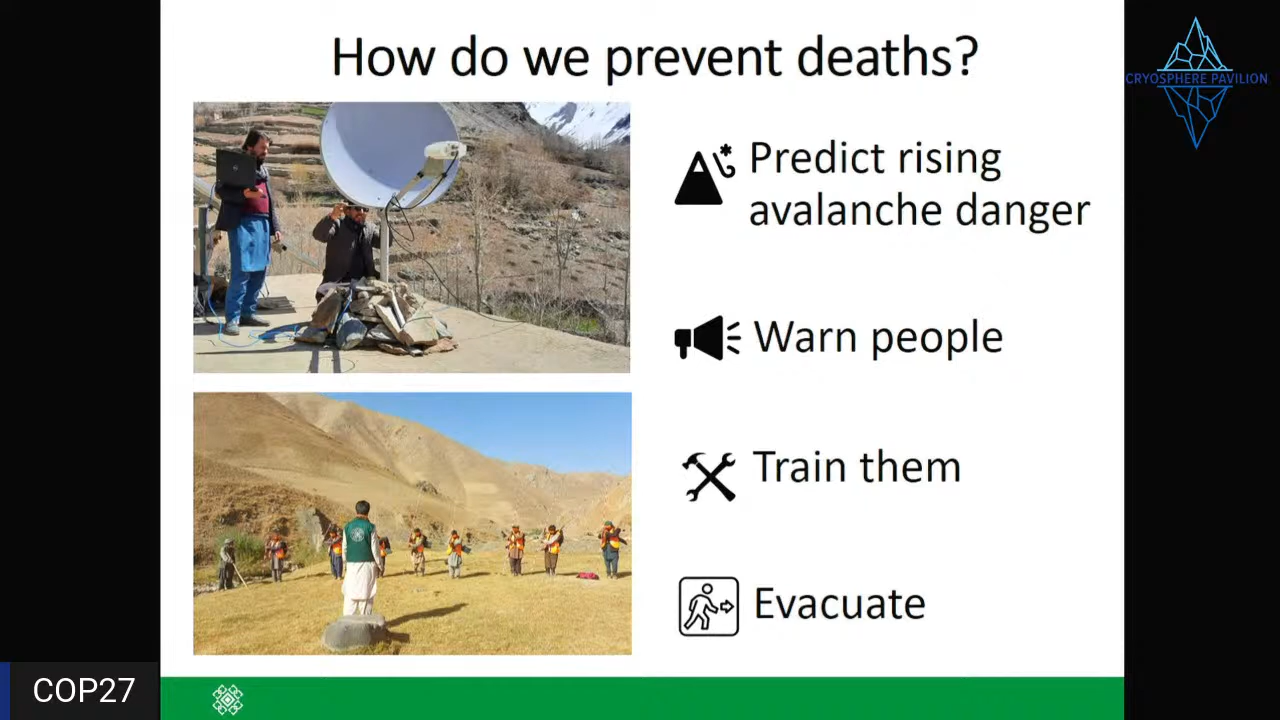 How do we prevent deaths?
CRYOSPHERE PAVILION
Predict rising
avalanche danger
Warn people
Train them
Evacuate
COP27